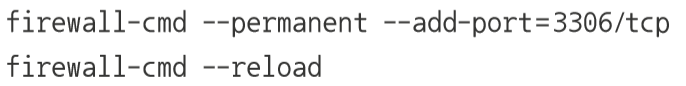 firewall-cmd --permanent --add-port=3306/tcp
firewall-cmd --reload